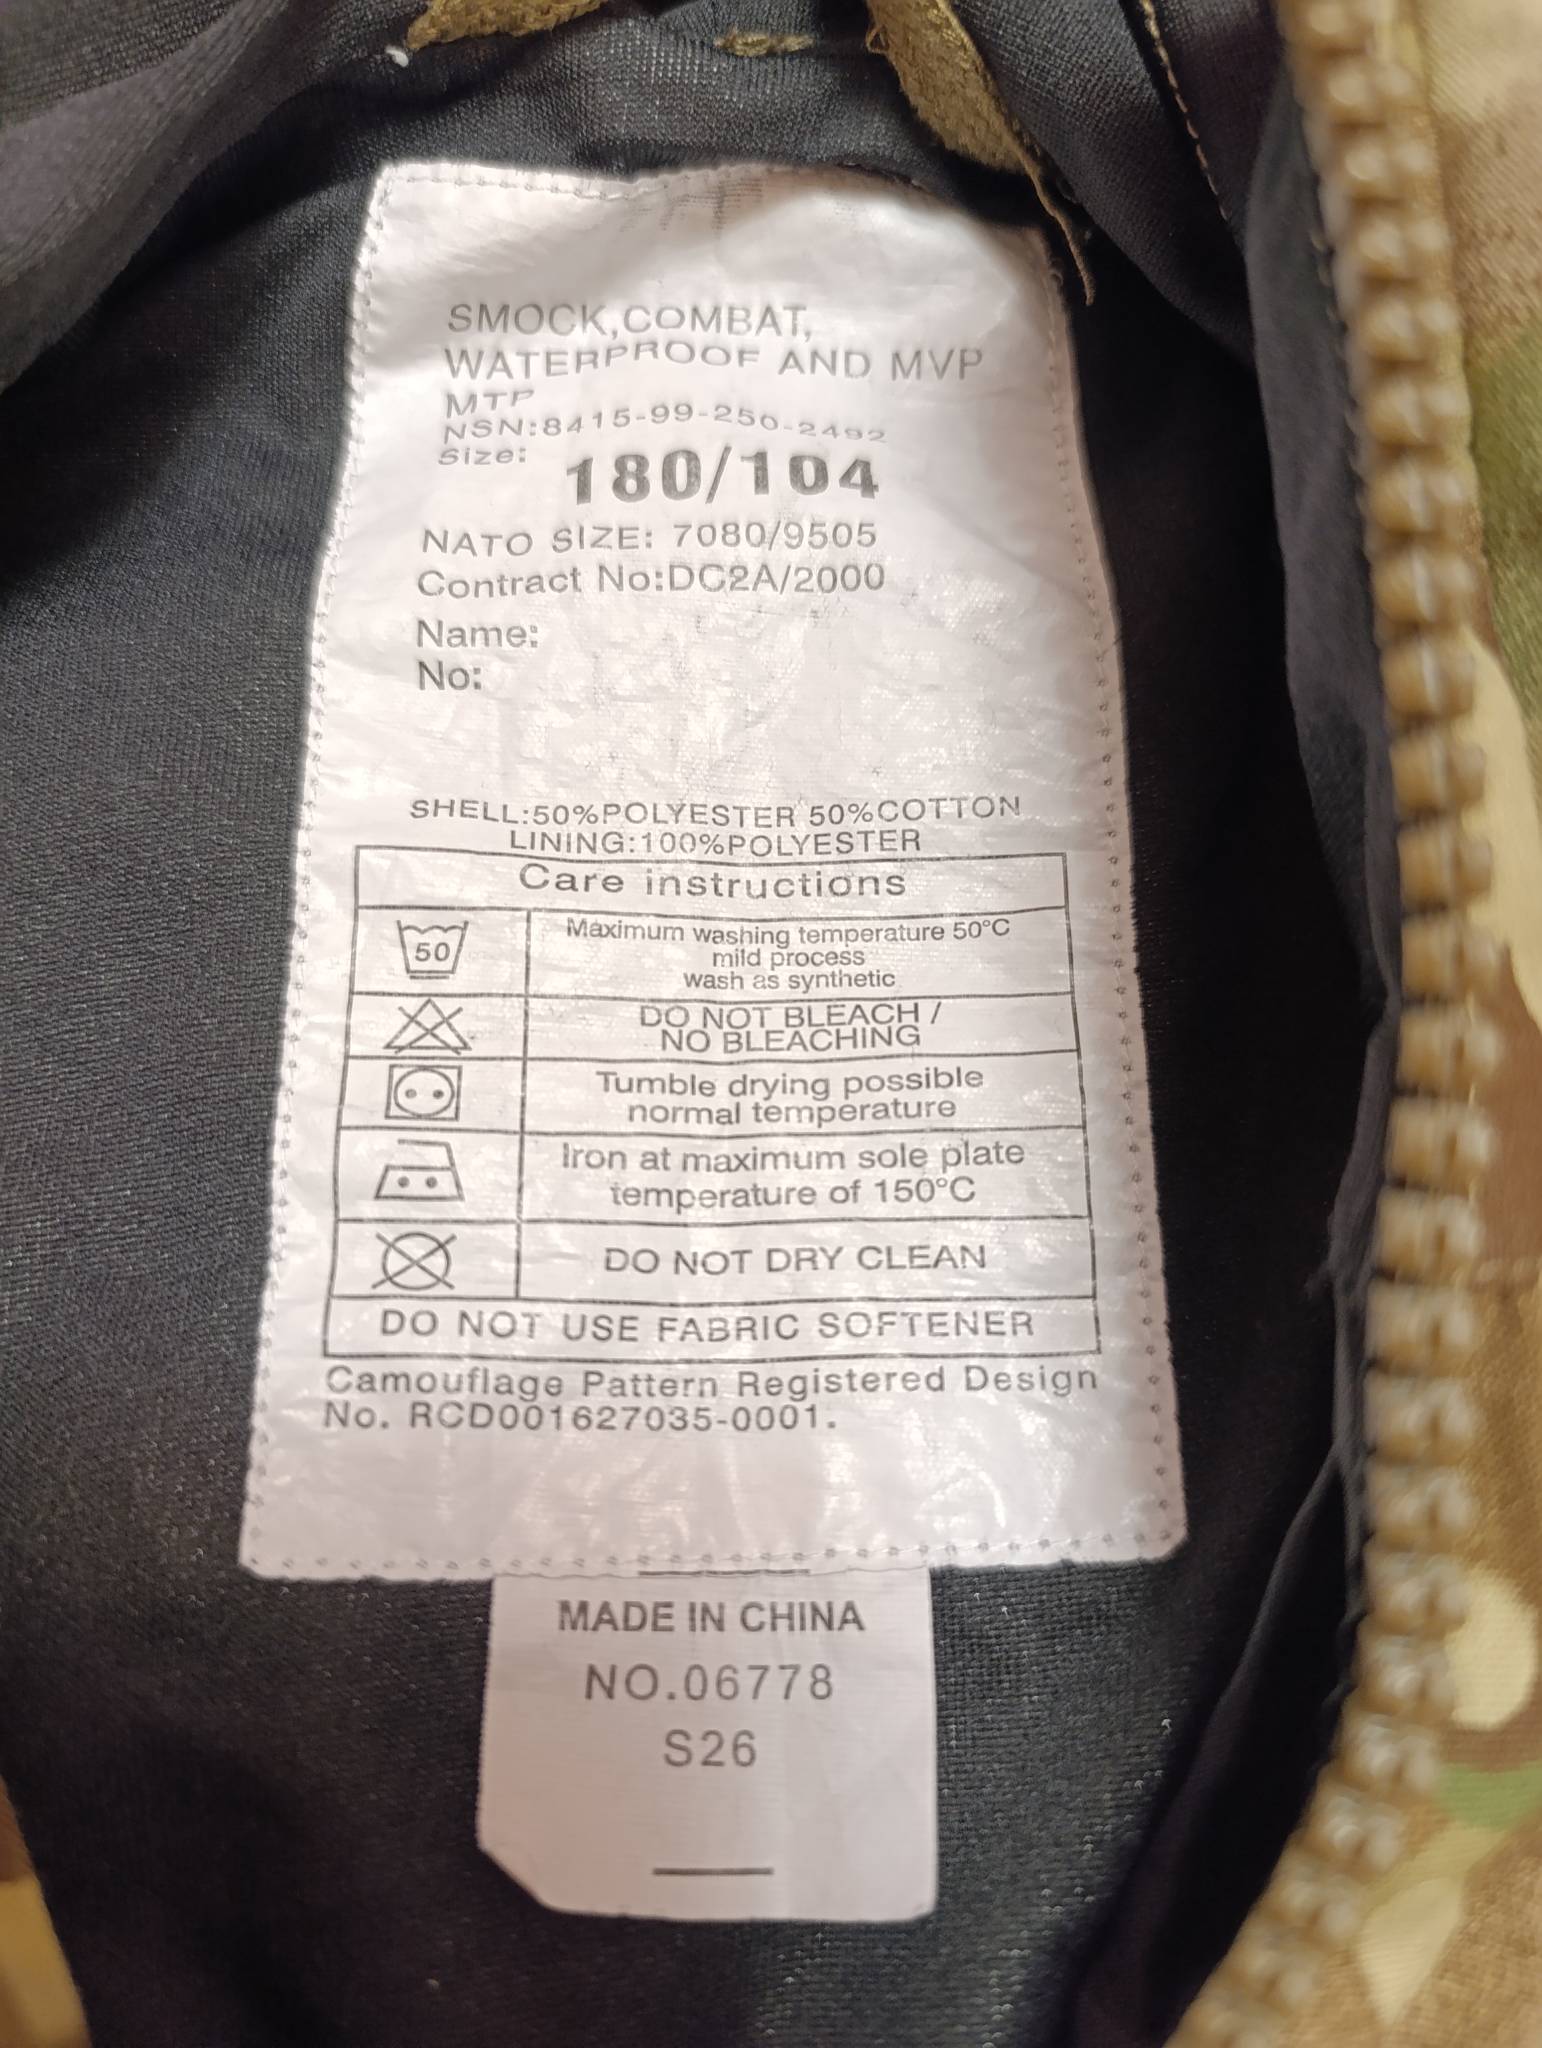 SMOCK,COMBAT,
WATERPROOF AND MVP
MTP
NSN:8415-99-250-2492
Size: 180/104
NATO SIZE: 7080/9505
Contract No:DC2A/2000
Name:
No:
SHELL:50%POLYESTER 50%COTTON
LINING:100%POLYESTER
Care instructions
50
Maximum washing temperature 50°C
mild process
wash as synthetic
DO NOT BLEACH /
NO BLEACHING
Tumble drying possible
normal temperature
Iron at maximum sole plate
temperature of 150°C
DO NOT DRY CLEAN
DO NOT USE FABRIC SOFTENER
Camouflage Pattern Registered Design
No. RCD001627035-0001.
MADE IN CHINA
NO.06778
S26